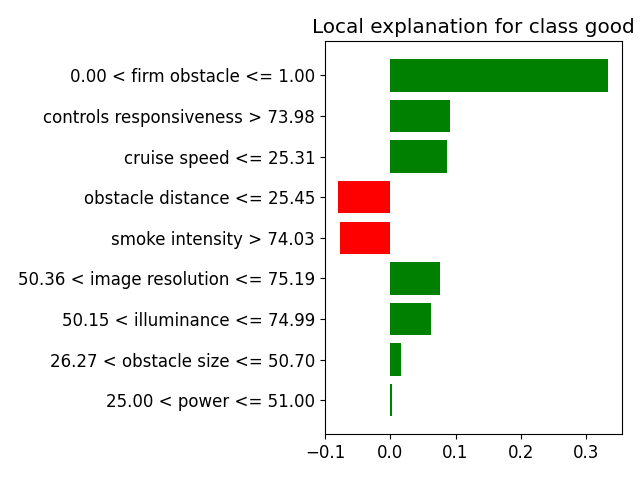 Local explanation for class good
0.00 < firm obstacle <= 1.00
controls responsiveness > 73.98
cruise speed <= 25.31
obstacle distance <= 25.45
smoke intensity > 74.03
50.36 < image resolution <= 75.19
50.15 < illuminance <= 74.99
26.27 < obstacle size <= 50.70
25.00 < power <= 51.00
−0.1 0.0 0.1 0.2 0.3